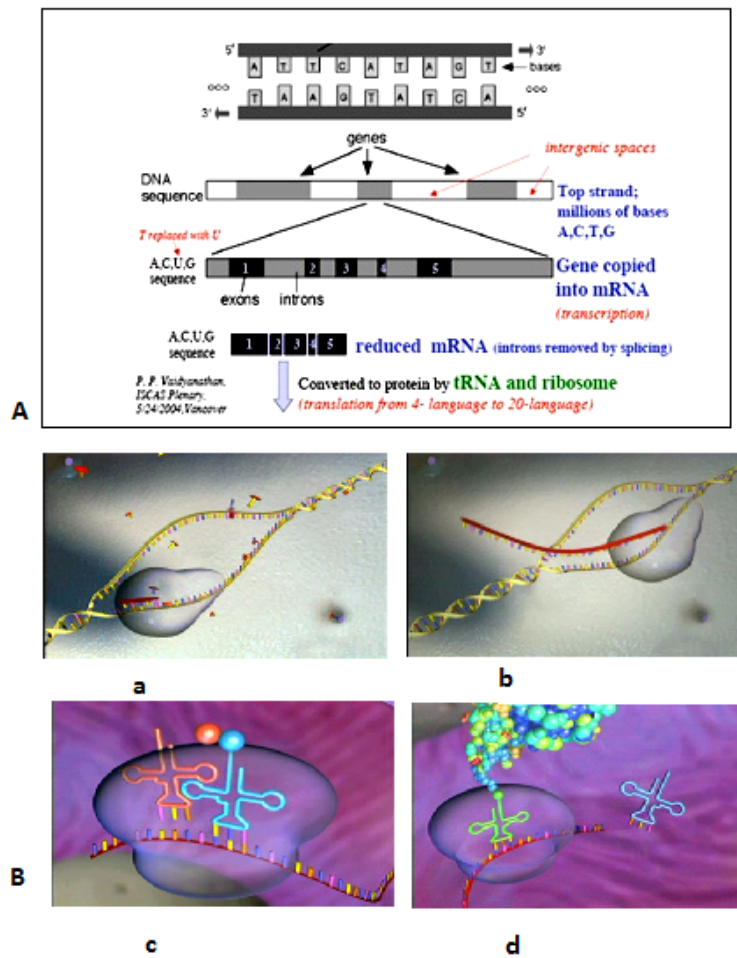 5' 3'
A T T C A T A G T bases
ooo ooo
T A A G T A T C A
3' 5'
genes
intergenic spaces
DNA
sequence
Top strand;
millions of bases
A,C,T,G
T replaced with U
A,C,U,G
sequence
1 2 3 4 5
exons introns
Gene copied
into mRNA
(transcription)
A,C,U,G
sequence
1 2 3 4 5
reduced mRNA (introns removed by splicing)
P. P. Vaidyanathan,
ISCAS Plenary,
5/24/2004, Vancover
Converted to protein by tRNA and ribosome
(translation from 4- language to 20-language)
A
a b
B
c d